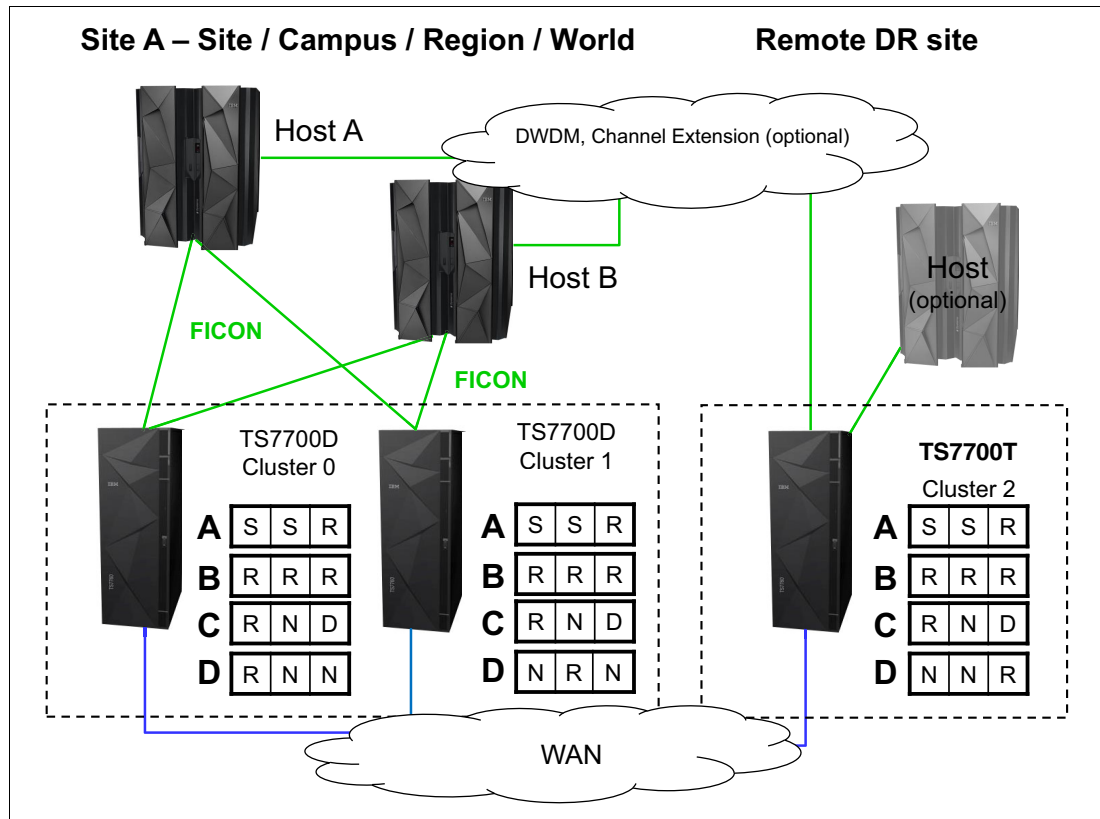 Site A – Site / Campus / Region / World
Remote DR site
Host A
DWDM, Channel Extension (optional)
Host B
Host
(optional)
FICON
FICON
TS7700D
Cluster 0
A S S R
B R R R
C R N D
D R N N
TS7700D
Cluster 1
A S S R
B R R R
C R N D
D N R N
TS7700T
Cluster 2
A S S R
B R R R
C R N D
D N N R
WAN